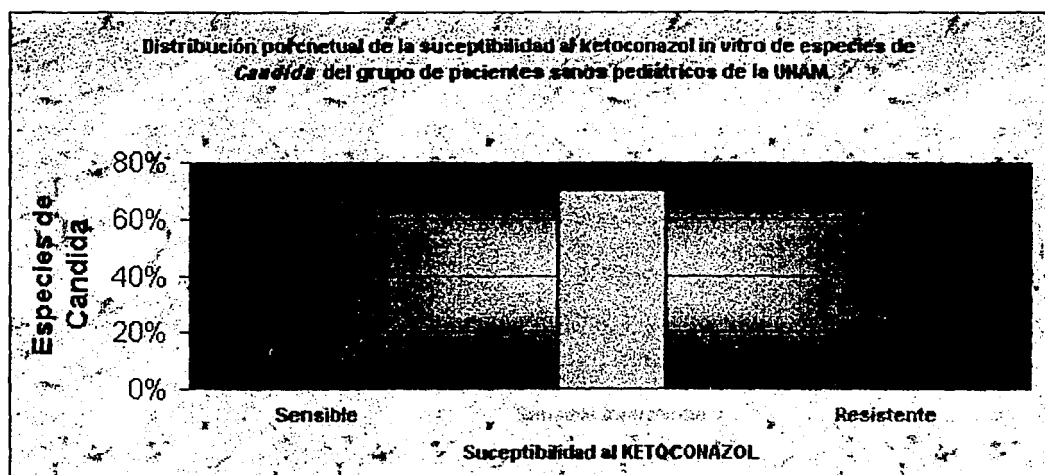 Distribución porcnetual de la suceptibilidad al ketoconazol in vitro de especies de
Candida del grupo de pacientes sanos pediátricos de la UNAM.
80%
60%
40%
20%
0%
Especies de
Candida
Sensible
Resistente
Suceptibilidad al KETOCONAZOL